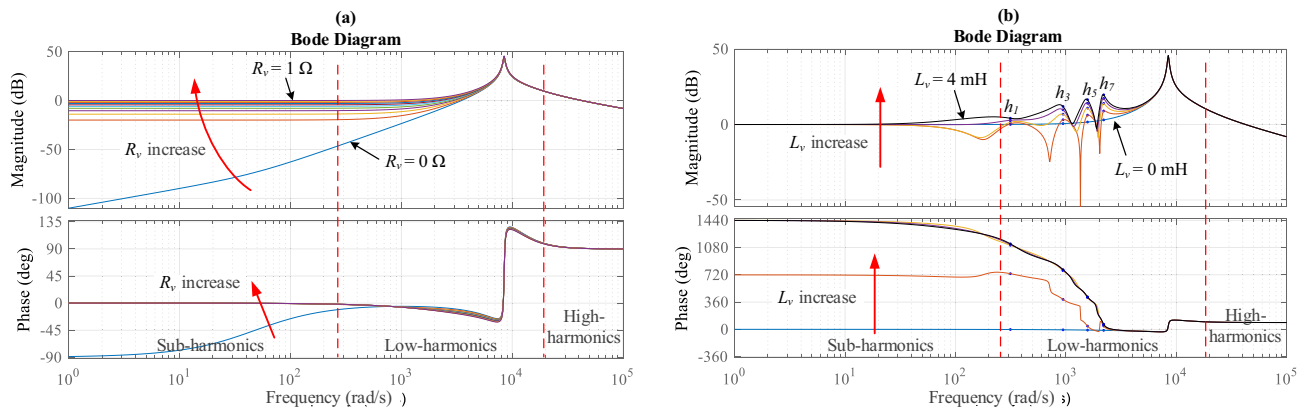 (a)
Bode Diagram
Magnitude (dB)
50
0
-50
-100
Rv = 1 Ω
Rv increase
Rv = 0 Ω
Phase (deg)
135
90
45
0
-45
-90
Rv increase
Sub-harmonics
Low-harmonics
High-
harmonics
10^0
10^1
10^2
10^3
10^4
10^5
Frequency (rad/s)
(b)
Bode Diagram
Magnitude (dB)
50
0
-50
Lv = 4 mH
h1
h3
h5
h7
Lv increase
Lv = 0 mH
Phase (deg)
1440
1080
720
360
0
-360
Lv increase
Sub-harmonics
Low-harmonics
High-
harmonics
10^0
10^1
10^2
10^3
10^4
10^5
Frequency (rad/s)